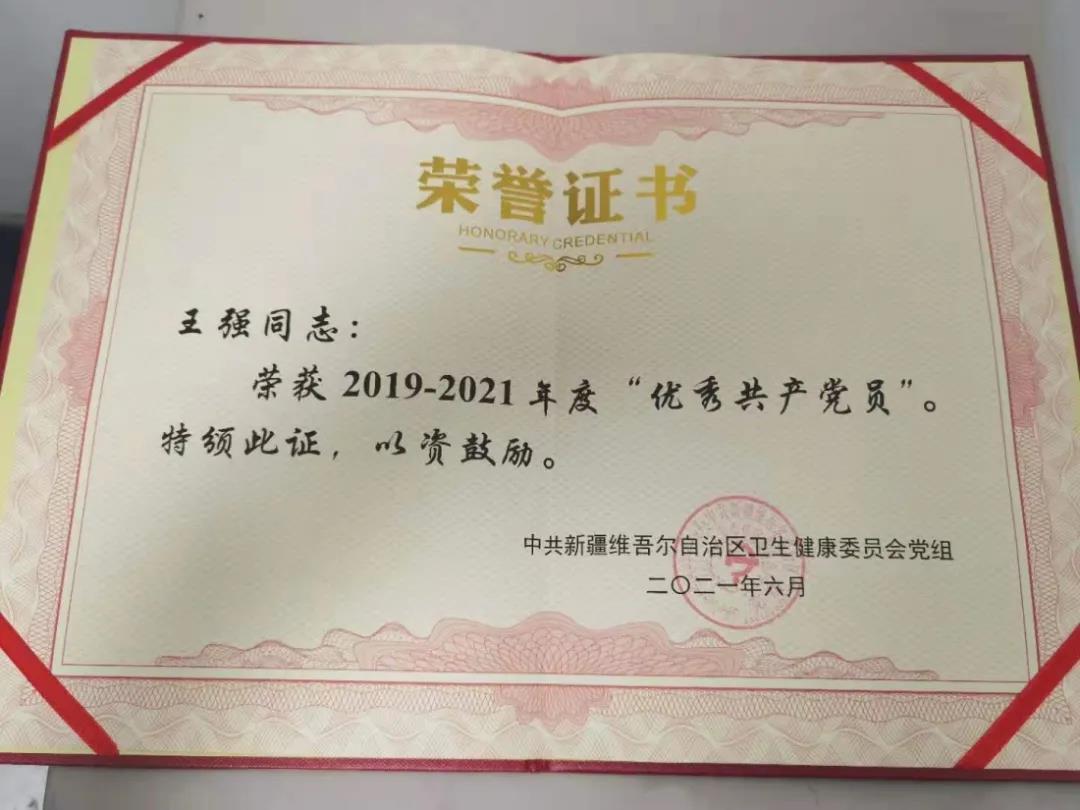 荣誉证书
HONORARY CREDENTIAL
王强同志：
荣获 2019-2021 年度“优秀共产党员”。
特颁此证，以资鼓励。
中共新疆维吾尔自治区卫生健康委员会党组
二〇二一年六月